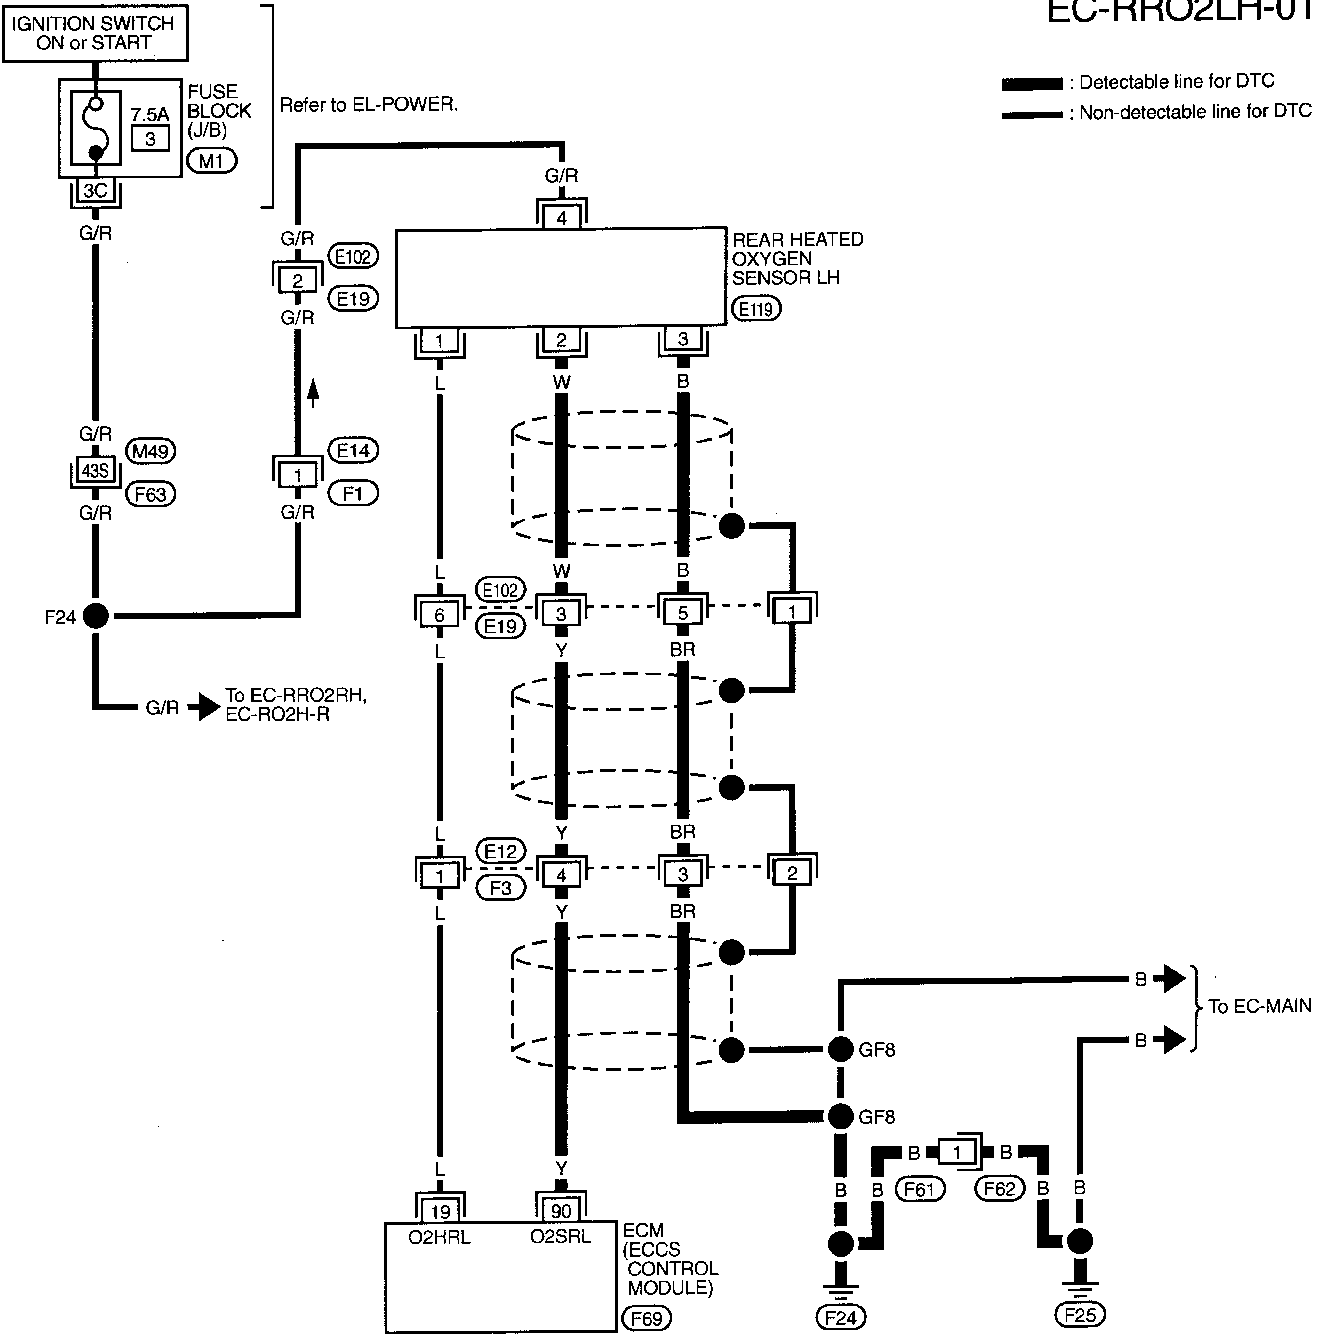 EC-RRO2LH-01
IGNITION SWITCH
ON or START
FUSE
BLOCK
(J/B)
7.5A
3
M1
Refer to EL-POWER.
: Detectable line for DTC
: Non-detectable line for DTC
3C
G/R
G/R
4
G/R
E102
2
E19
G/R
REAR HEATED
OXYGEN
SENSOR LH
E119
1
2
3
L
W
B
G/R
M49
43S
F63
G/R
E14
1
F1
G/R
L
W
B
E102
6
3
5
1
E19
L
Y
BR
F24
G/R
To EC-RRO2RH,
EC-RO2H-R
L
Y
BR
E12
1
4
3
2
F3
L
Y
BR
B
To EC-MAIN
B
GF8
GF8
B
1
B
L
Y
B
B
F61
F62
B
B
19
90
O2HRL
O2SRL
ECM
(ECCS
CONTROL
MODULE)
F69
F24
F25